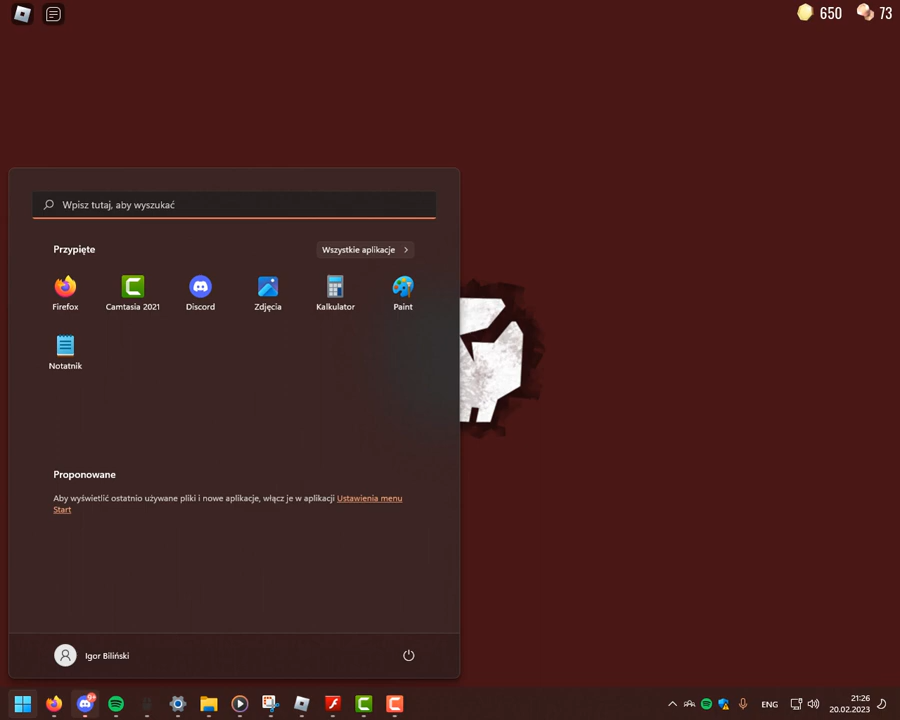 650 73
Wpisz tutaj, aby wyszukać
Przypięte
Wszystkie aplikacje
Firefox Camtasia 2021 Discord Zdjęcia Kalkulator Paint
Notatnik
Proponowane
Aby wyświetlić ostatnio używane pliki i nowe aplikacje, włącz je w aplikacji Ustawienia menu
Start
Igor Biliński
9+
ENG
21:26
20.02.2023